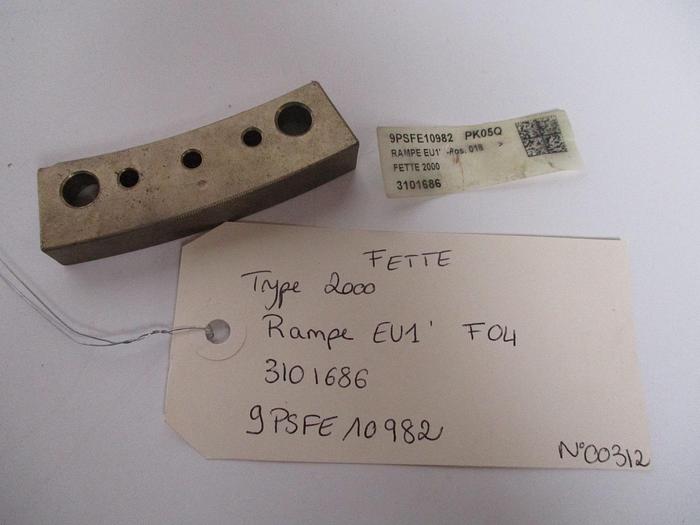 9PSFE10982 PK05Q
RAMPE EU1' -Pos. 018 >
FETTE 2000
3101686
FETTE
Type 2000
Rampe EU1' F04
3101686
9PSFE10982
N°00312